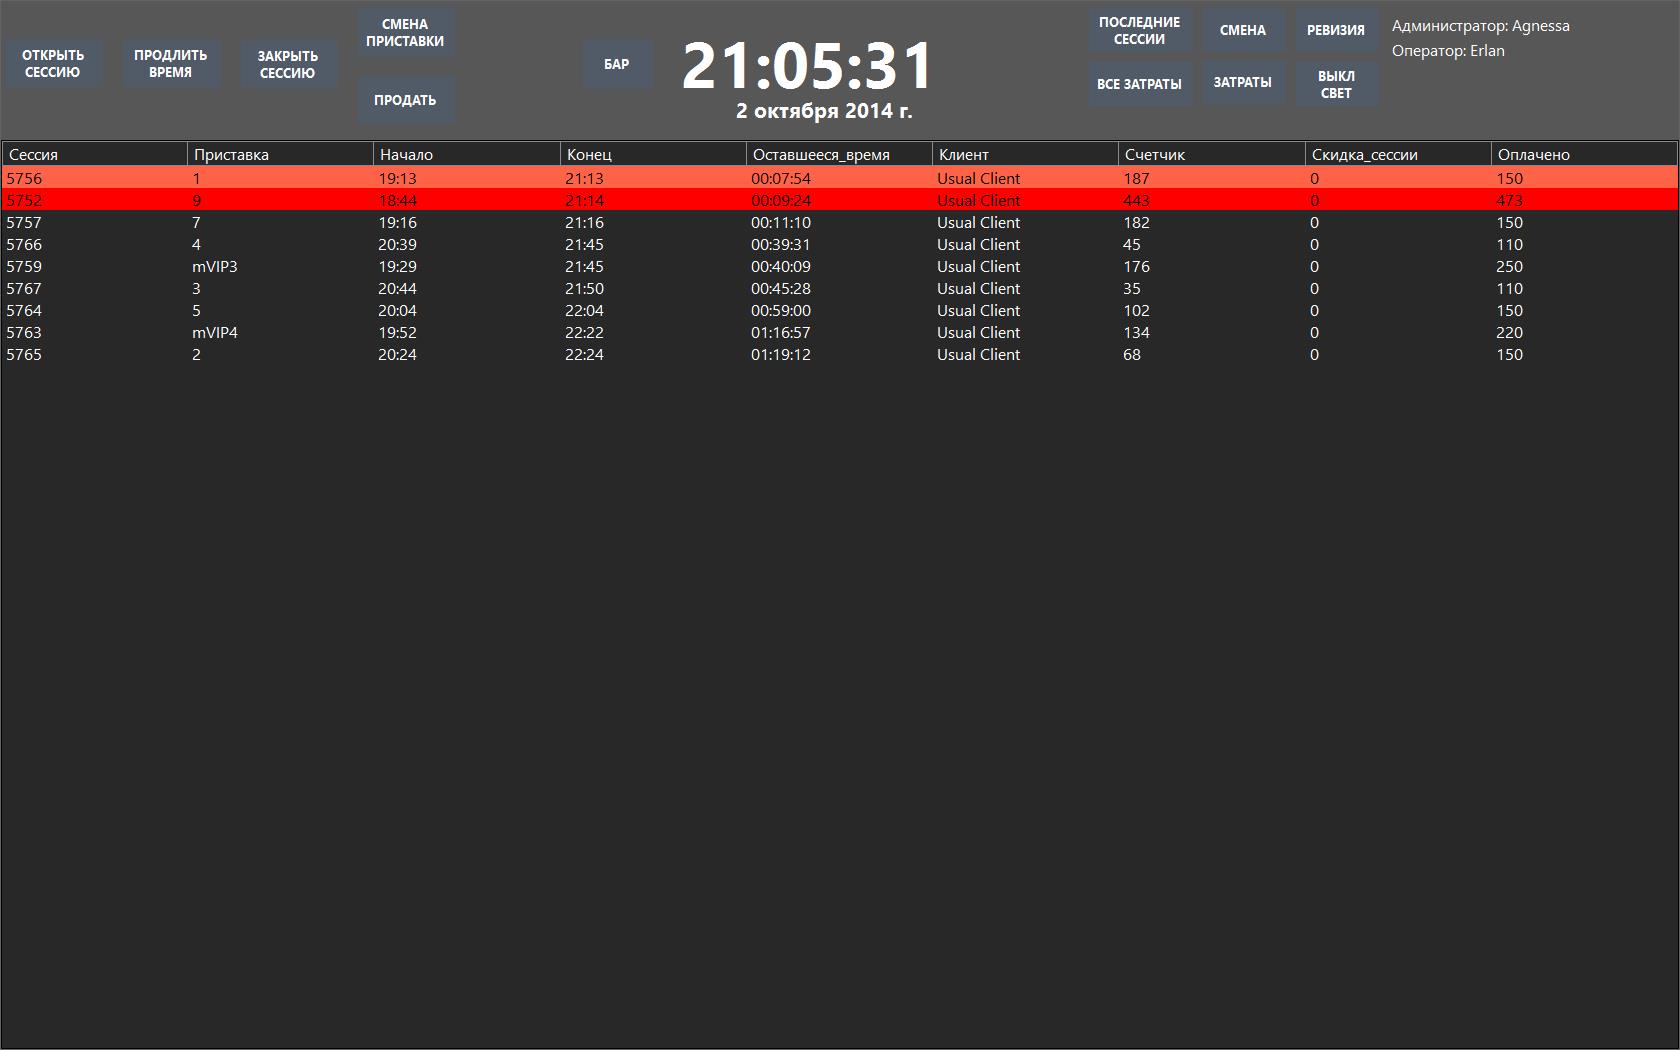 ОТКРЫТЬ
СЕССИЮ
ПРОДЛИТЬ
ВРЕМЯ
ЗАКРЫТЬ
СЕССИЮ
СМЕНА
ПРИСТАВКИ
ПРОДАТЬ
БАР
21:05:31
2 октября 2014 г.
ПОСЛЕДНИЕ
СЕССИИ
СМЕНА
РЕВИЗИЯ
ВСЕ ЗАТРАТЫ
ЗАТРАТЫ
ВЫКЛ
СВЕТ
Администратор: Agnessa
Оператор: Erlan
Сессия Приставка Начало Конец Оставшееся_время Клиент Счетчик Скидка_сессии Оплачено
5756 1 19:13 21:13 00:07:54 Usual Client 187 0 150
5752 9 18:44 21:14 00:09:24 Usual Client 443 0 473
5757 7 19:16 21:16 00:11:10 Usual Client 182 0 150
5766 4 20:39 21:45 00:39:31 Usual Client 45 0 110
5759 mVIP3 19:29 21:45 00:40:09 Usual Client 176 0 250
5767 3 20:44 21:50 00:45:28 Usual Client 35 0 110
5764 5 20:04 22:04 00:59:00 Usual Client 102 0 150
5763 mVIP4 19:52 22:22 01:16:57 Usual Client 134 0 220
5765 2 20:24 22:24 01:19:12 Usual Client 68 0 150